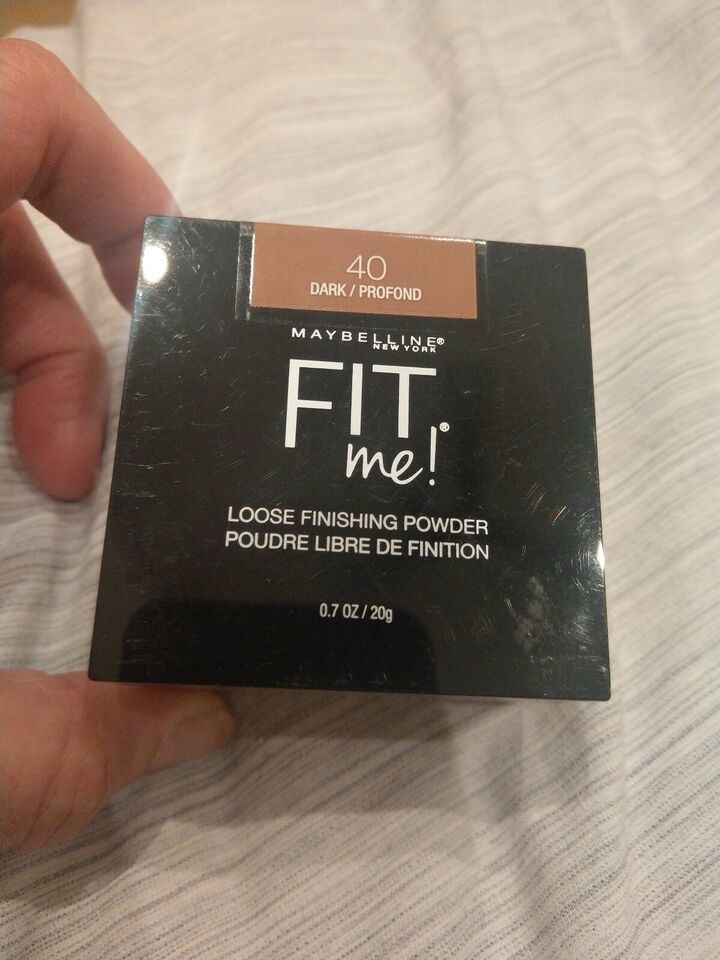 40
DARK / PROFOND
MAYBELLINE®
NEW YORK
FIT
me!®
LOOSE FINISHING POWDER
POUDRE LIBRE DE FINITION
0.7 OZ / 20g